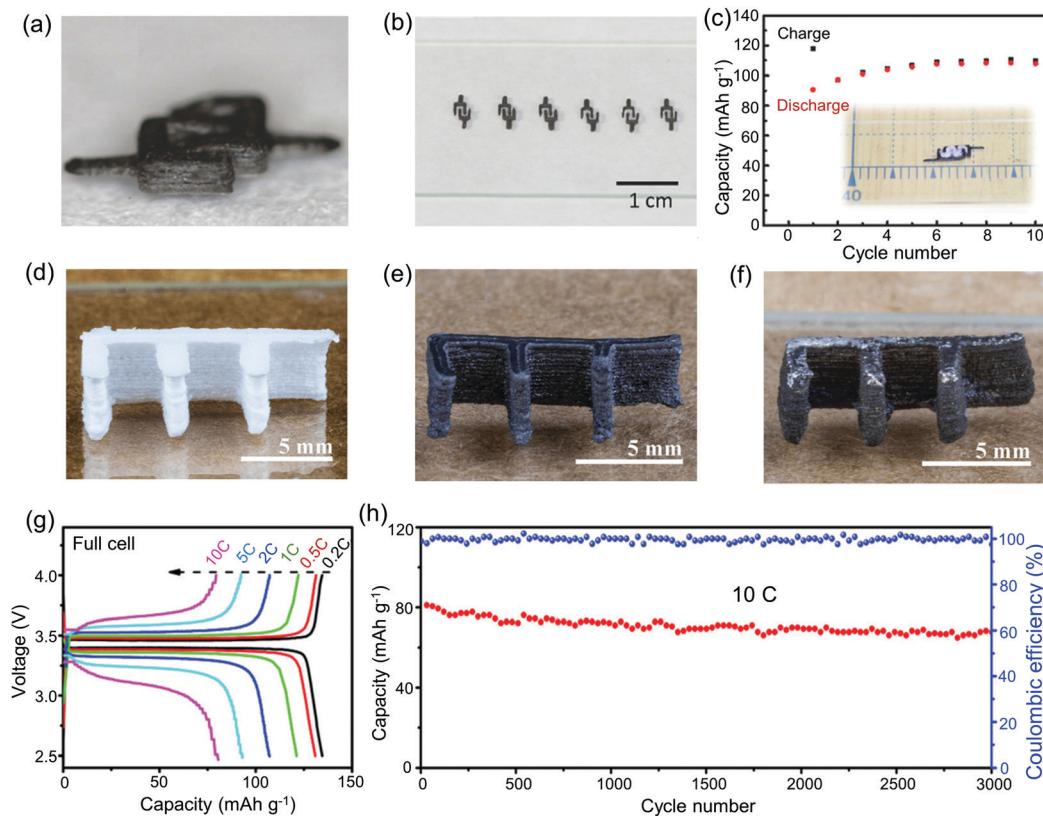 (a)
(b)
1 cm
(c)
Capacity (mAh g⁻¹)
140
120
100
80
60
40
20
0
Charge
Discharge
40
0
2
4
6
8
10
Cycle number
(d)
5 mm
(e)
5 mm
(f)
5 mm
(g)
Full cell
10C
5C
2C
1C
0.5C
0.2C
Voltage (V)
4.0
3.5
3.0
2.5
0
50
100
150
Capacity (mAh g⁻¹)
(h)
Capacity (mAh g⁻¹)
120
80
40
0
10 C
100
80
60
40
20
0
Coulombic efficiency (%)
0
500
1000
1500
2000
2500
3000
Cycle number